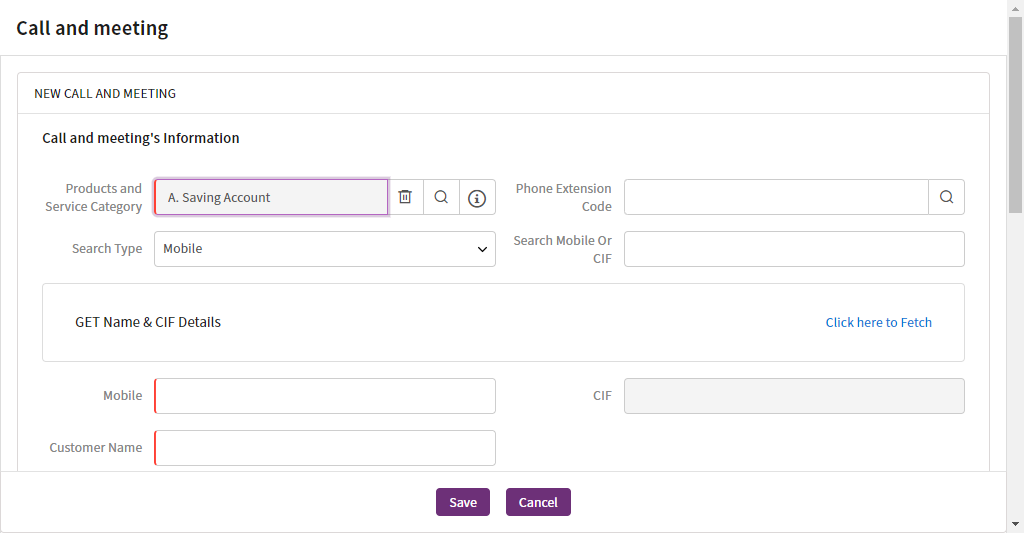 Call and meeting
NEW CALL AND MEETING
Call and meeting's Information
Products and
Service Category
A. Saving Account
Phone Extension
Code
Search Type
Mobile
Search Mobile Or
CIF
GET Name & CIF Details
Click here to Fetch
Mobile
CIF
Customer Name
Save
Cancel